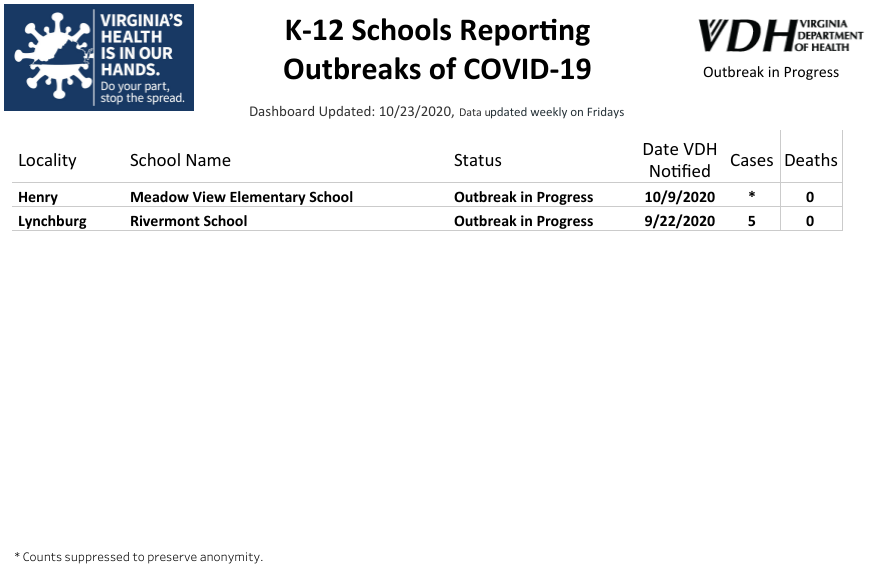 VIRGINIA'S
HEALTH
IS IN OUR
HANDS.
Do your part,
stop the spread.
K-12 Schools Reporting
Outbreaks of COVID-19
Dashboard Updated: 10/23/2020, Data updated weekly on Fridays
VDH VIRGINIA
DEPARTMENT
OF HEALTH
Outbreak in Progress
Locality School Name Status Date VDH Notified Cases Deaths
Henry Meadow View Elementary School Outbreak in Progress 10/9/2020 * 0
Lynchburg Rivermont School Outbreak in Progress 9/22/2020 5 0
* Counts suppressed to preserve anonymity.